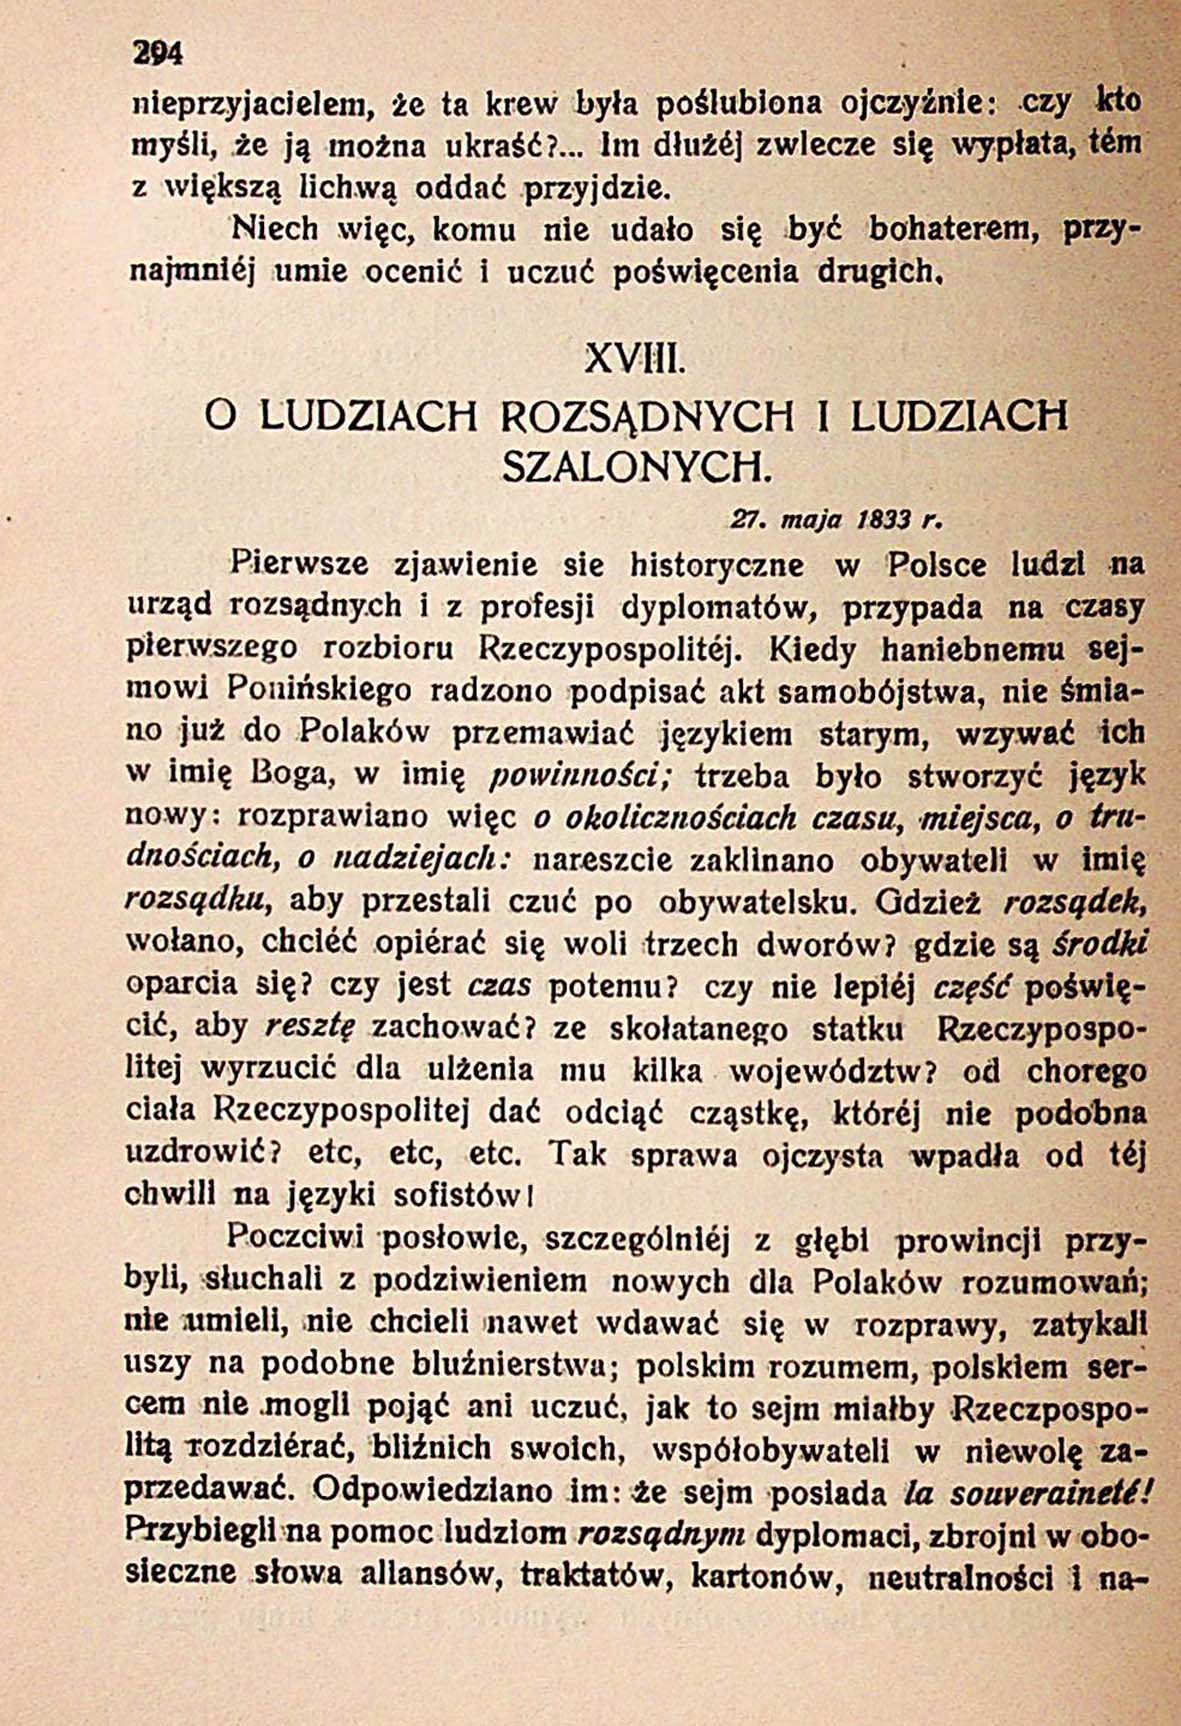 294
nieprzyjacielem, że ta krew była poślubiona ojczyźnie: czy kto
myśli, że ją można ukraść?... Im dłużéj zwlecze się wypłata, tém
z większą lichwą oddać przyjdzie.
Niech więc, komu nie udało się być bohaterem, przy-
najmniéj umie ocenić i uczuć poświęcenia drugich.
XVIII.
O LUDZIACH ROZSĄDNYCH I LUDZIACH
SZALONYCH.
27. maja 1833 r.
Pierwsze zjawienie sie historyczne w Polsce ludzi na
urząd rozsądnych i z profesji dyplomatów, przypada na czasy
pierwszego rozbioru Rzeczypospolitéj. Kiedy haniebnemu sej-
mowi Ponińskiego radzono podpisać akt samobójstwa, nie śmia-
no już do Polaków przemawiać językiem starym, wzywać ich
w imię Boga, w imię powinności; trzeba było stworzyć język
nowy: rozprawiano więc o okolicznościach czasu, miejsca, o tru-
dnościach, o nadziejach: nareszcie zaklinano obywateli w imię
rozsądku, aby przestali czuć po obywatelsku. Gdzież rozsądek,
wołano, chciéć opiérać się woli trzech dworów? gdzie są środki
oparcia się? czy jest czas potemu? czy nie lepiéj część poświę-
cić, aby resztę zachować? ze skołatanego statku Rzeczypospo-
litej wyrzucić dla ulżenia mu kilka województw? od chorego
ciała Rzeczypospolitej dać odciąć cząstkę, któréj nie podobna
uzdrowić? etc, etc, etc. Tak sprawa ojczysta wpadła od téj
chwili na języki sofistów!
Poczciwi posłowie, szczególniéj z głębi prowincji przy-
byli, słuchali z podziwieniem nowych dla Polaków rozumowań;
nie umieli, nie chcieli nawet wdawać się w rozprawy, zatykali
uszy na podobne bluźnierstwa; polskim rozumem, polskiem ser-
cem nie mogli pojąć ani uczuć, jak to sejm miałby Rzeczpospo-
litą rozdziérać, bliźnich swoich, współobywateli w niewolę za-
przedawać. Odpowiedziano im: że sejm posiada la souveraineté!
Przybiegli na pomoc ludziom rozsądnym dyplomaci, zbrojni w obo-
sieczne słowa aliansów, traktatów, kartonów, neutralności i na-